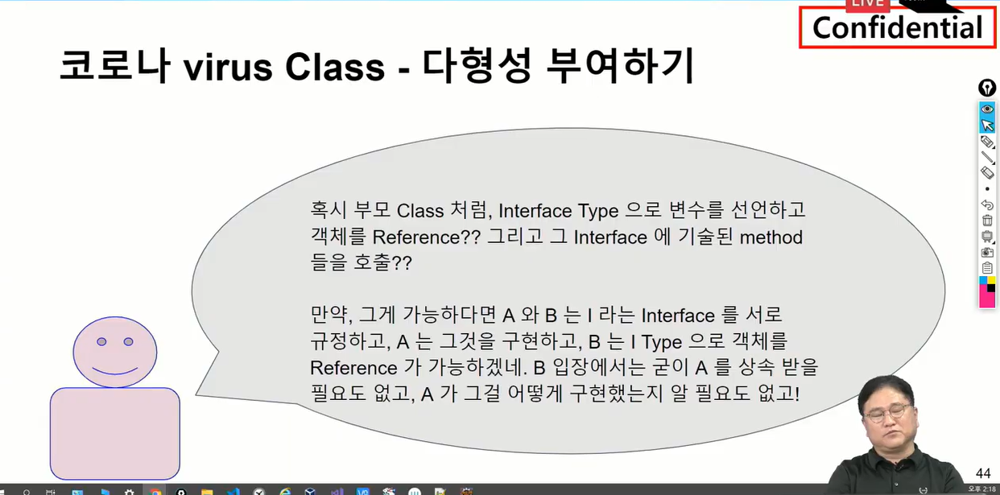 LIVE
Confidential
코로나 virus Class - 다형성 부여하기
혹시 부모 Class 처럼, Interface Type 으로 변수를 선언하고
객체를 Reference?? 그리고 그 Interface 에 기술된 method
들을 호출??
만약, 그게 가능하다면 A 와 B 는 I 라는 Interface 를 서로
규정하고, A 는 그것을 구현하고, B 는 I Type 으로 객체를
Reference 가 가능하겠네. B 입장에서는 굳이 A 를 상속 받을
필요도 없고, A 가 그걸 어떻게 구현했는지 알 필요도 없고!
44
오후 2:18